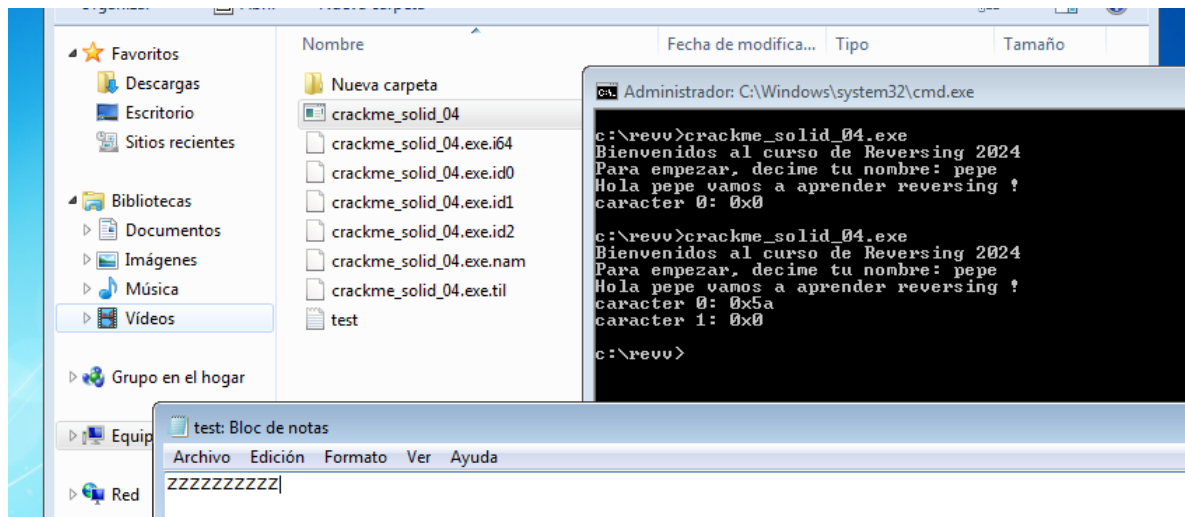 Nombre
Fecha de modifica...
Tipo
Tamaño
Favoritos
Descargas
Escritorio
Sitios recientes
Bibliotecas
Documentos
Imágenes
Música
Vídeos
Grupo en el hogar
Equip
Red
Nueva carpeta
crackme_solid_04
crackme_solid_04.exe.i64
crackme_solid_04.exe.id0
crackme_solid_04.exe.id1
crackme_solid_04.exe.id2
crackme_solid_04.exe.nam
crackme_solid_04.exe.til
test
Administrador: C:\Windows\system32\cmd.exe
c:\revv>crackme_solid_04.exe
Bienvenidos al curso de Reversing 2024
Para empezar, decime tu nombre: pepe
Hola pepe vamos a aprender reversing !
caracter 0: 0x0
c:\revv>crackme_solid_04.exe
Bienvenidos al curso de Reversing 2024
Para empezar, decime tu nombre: pepe
Hola pepe vamos a aprender reversing !
caracter 0: 0x5a
caracter 1: 0x0
c:\revv>
test: Bloc de notas
Archivo Edición Formato Ver Ayuda
ZZZZZZZZZZ